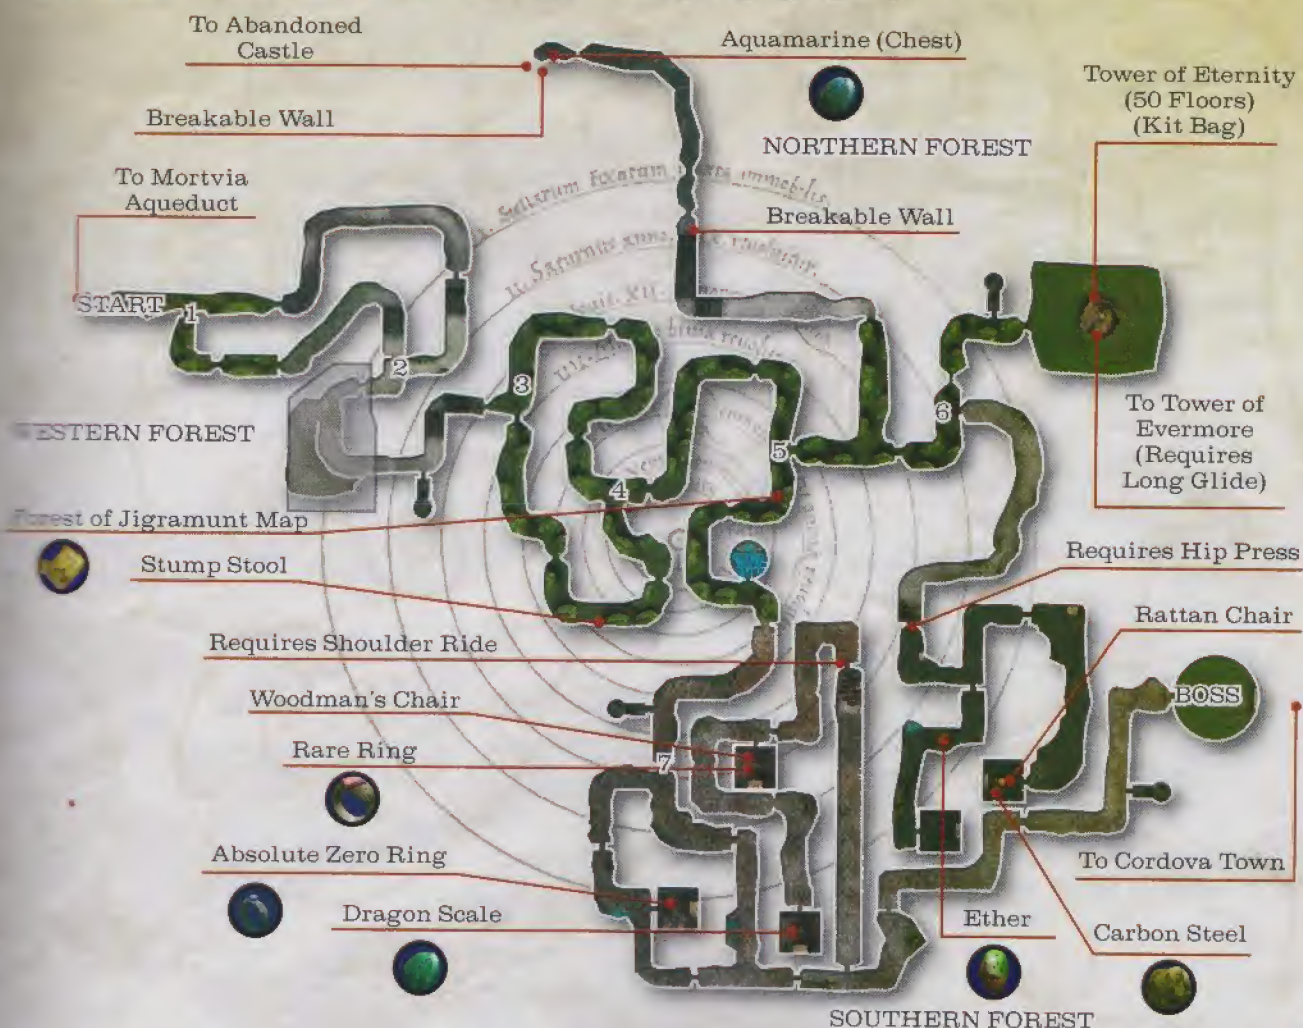 To Abandoned
Castle
Aquamarine (Chest)
Tower of Eternity
(50 Floors)
(Kit Bag)
Breakable Wall
NORTHERN FOREST
To Mortvia
Aqueduct
Breakable Wall
START
1
2
3
4
5
6
7
To Tower of
Evermore
(Requires
Long Glide)
WESTERN FOREST
Forest of Jigramunt Map
Stump Stool
Requires Hip Press
Rattan Chair
Requires Shoulder Ride
Woodman's Chair
BOSS
Rare Ring
Absolute Zero Ring
To Cordova Town
Dragon Scale
Ether
Carbon Steel
SOUTHERN FOREST